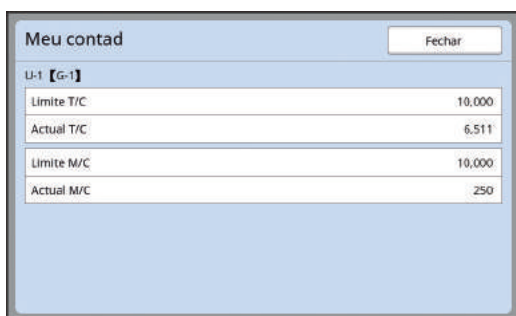 Meu contad
Fechar
U-1【G-1】
Limite T/C 10,000
Actual T/C 6,511
Limite M/C 10,000
Actual M/C 250